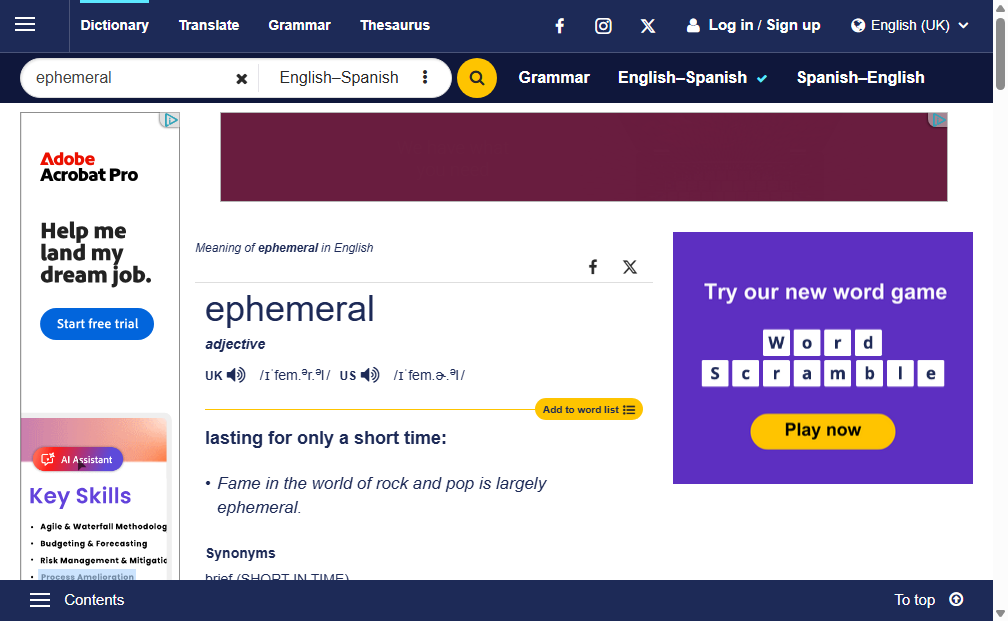 Dictionary Translate Grammar Thesaurus Log in / Sign up English (UK)
ephemeral English–Spanish Grammar English–Spanish Spanish–English
Adobe
Acrobat Pro
Help me
land my
dream job.
Start free trial
AI Assistant
Key Skills
• Agile & Waterfall Methodolog
• Budgeting & Forecasting
• Risk Management & Mitigatio
• Process Amelioration
Meaning of ephemeral in English
ephemeral
adjective
UK /ɪˈfem.ᵊr.ᵊl/ US /ɪˈfem.ɚ.ᵊl/
Add to word list
lasting for only a short time:
• Fame in the world of rock and pop is largely
ephemeral.
Synonyms
brief (SHORT IN TIME)
Try our new word game
Word
Scramble
Play now
Contents To top